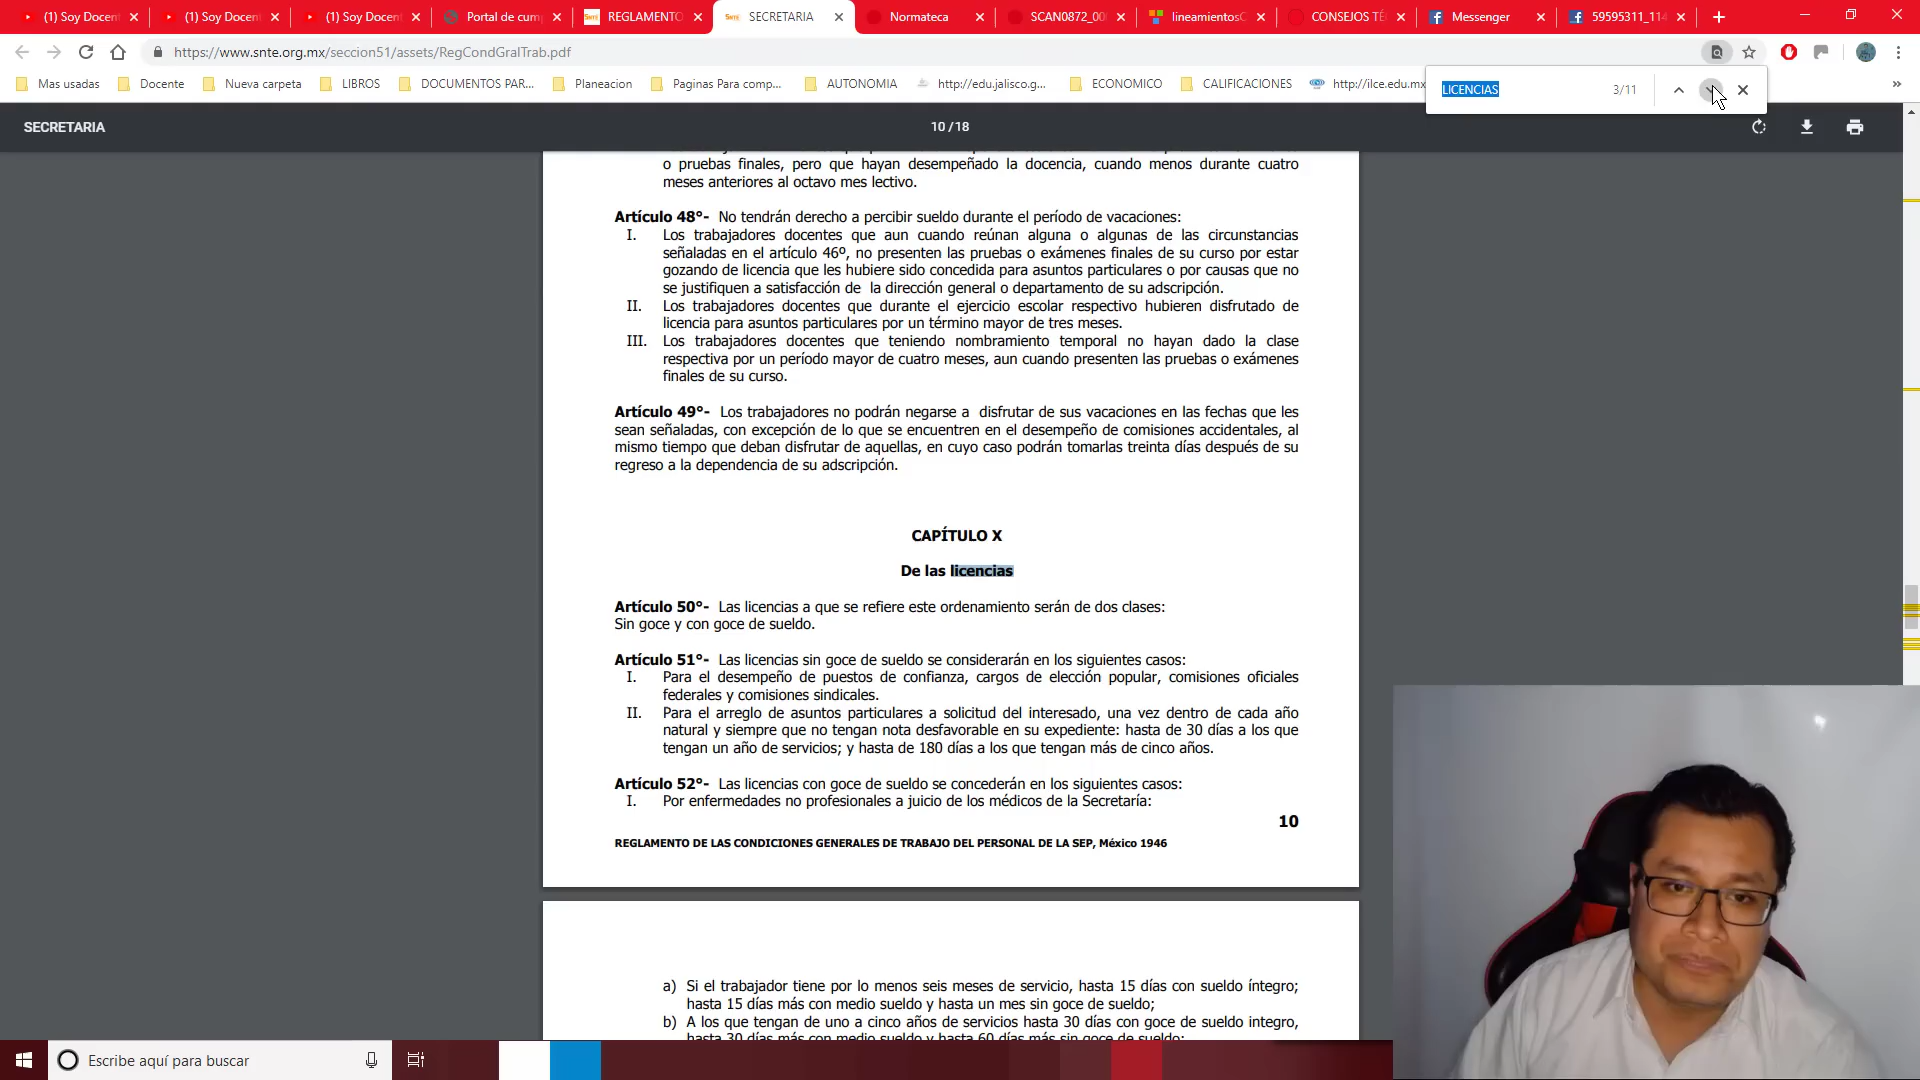 (1) Soy Docent
(1) Soy Docent
(1) Soy Docent
Portal de cump
REGLAMENTO
SECRETARIA
Normateca
SCAN0872_00
lineamientosC
CONSEJOS TÉ
Messenger
59595311_114
https://www.snte.org.mx/seccion51/assets/RegCondGralTrab.pdf
Mas usadas
Docente
Nueva carpeta
LIBROS
DOCUMENTOS PAR...
Planeacion
Paginas Para comp...
AUTONOMIA
http://edu.jalisco.g...
ECONOMICO
CALIFICACIONES
http://ilce.edu.mx
»
LICENCIAS
3/11
SECRETARIA
10 / 18
o pruebas finales, pero que hayan desempeñado la docencia, cuando menos durante cuatro
meses anteriores al octavo mes lectivo.
Artículo 48°- No tendrán derecho a percibir sueldo durante el período de vacaciones:
I. Los trabajadores docentes que aun cuando reúnan alguna o algunas de las circunstancias
señaladas en el artículo 46º, no presenten las pruebas o exámenes finales de su curso por estar
gozando de licencia que les hubiere sido concedida para asuntos particulares o por causas que no
se justifiquen a satisfacción de la dirección general o departamento de su adscripción.
II. Los trabajadores docentes que durante el ejercicio escolar respectivo hubieren disfrutado de
licencia para asuntos particulares por un término mayor de tres meses.
III. Los trabajadores docentes que teniendo nombramiento temporal no hayan dado la clase
respectiva por un período mayor de cuatro meses, aun cuando presenten las pruebas o exámenes
finales de su curso.
Artículo 49°- Los trabajadores no podrán negarse a disfrutar de sus vacaciones en las fechas que les
sean señaladas, con excepción de lo que se encuentren en el desempeño de comisiones accidentales, al
mismo tiempo que deban disfrutar de aquellas, en cuyo caso podrán tomarlas treinta días después de su
regreso a la dependencia de su adscripción.
CAPÍTULO X
De las licencias
Artículo 50°- Las licencias a que se refiere este ordenamiento serán de dos clases:
Sin goce y con goce de sueldo.
Artículo 51°- Las licencias sin goce de sueldo se considerarán en los siguientes casos:
I. Para el desempeño de puestos de confianza, cargos de elección popular, comisiones oficiales
federales y comisiones sindicales.
II. Para el arreglo de asuntos particulares a solicitud del interesado, una vez dentro de cada año
natural y siempre que no tengan nota desfavorable en su expediente: hasta de 30 días a los que
tengan un año de servicios; y hasta de 180 días a los que tengan más de cinco años.
Artículo 52°- Las licencias con goce de sueldo se concederán en los siguientes casos:
I. Por enfermedades no profesionales a juicio de los médicos de la Secretaría:
10
REGLAMENTO DE LAS CONDICIONES GENERALES DE TRABAJO DEL PERSONAL DE LA SEP, México 1946
a) Si el trabajador tiene por lo menos seis meses de servicio, hasta 15 días con sueldo íntegro;
hasta 15 días más con medio sueldo y hasta un mes sin goce de sueldo;
b) A los que tengan de uno a cinco años de servicios hasta 30 días con goce de sueldo integro,
hasta 30 días más con medio sueldo y hasta 60 días más sin goce de sueldo;
Escribe aquí para buscar